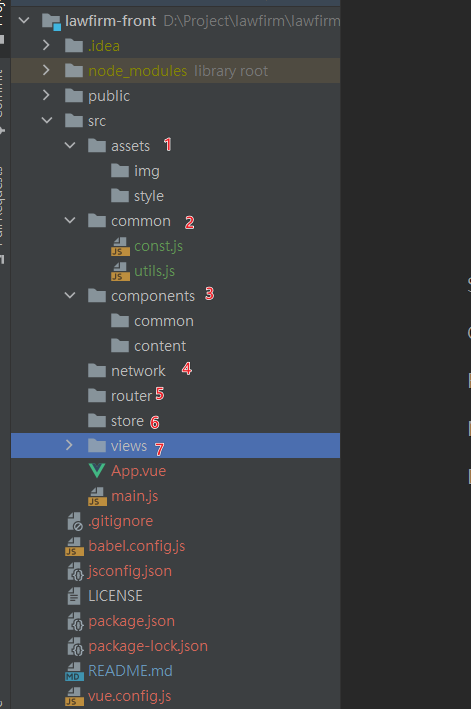 lawfirm-front D:\Project\lawfirm\lawfirm
.idea
node_modules library root
public
src
assets 1
img
style
common 2
const.js
utils.js
components 3
common
content
network 4
router 5
store 6
views 7
App.vue
main.js
.gitignore
babel.config.js
jsconfig.json
LICENSE
package.json
package-lock.json
README.md
vue.config.js